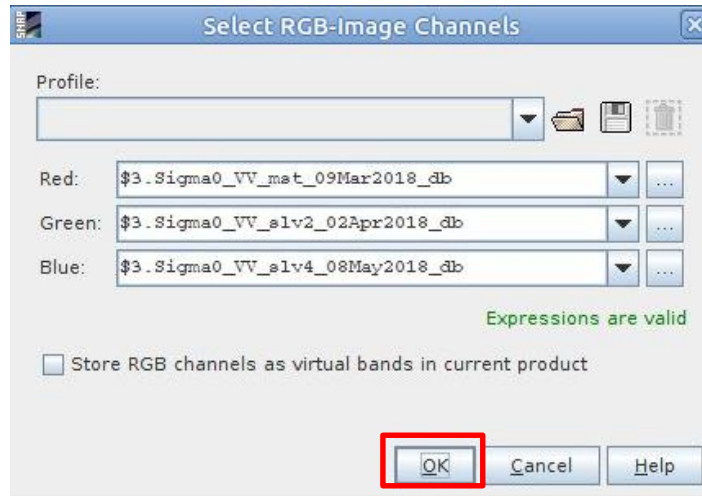 SNAP
Select RGB-Image Channels
Profile:
Red: $3.Sigma0_VV_mst_09Mar2018_db ...
Green: $3.Sigma0_VV_slv2_02Apr2018_db ...
Blue: $3.Sigma0_VV_slv4_08May2018_db ...
Expressions are valid
Store RGB channels as virtual bands in current product
OK Cancel Help